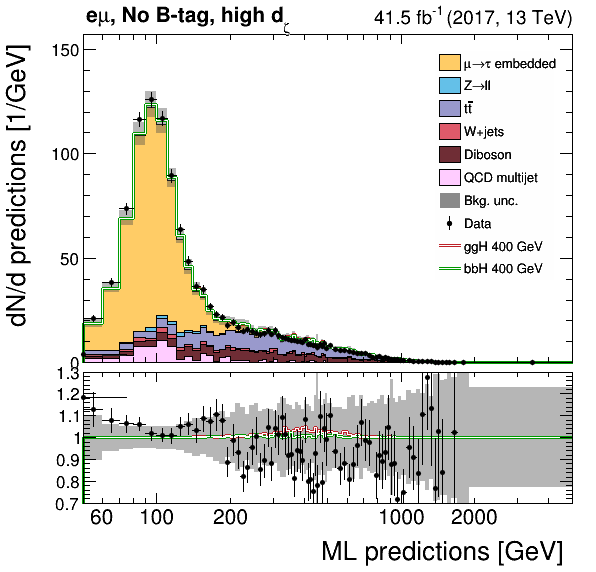 eμ, No B-tag, high dζ
41.5 fb⁻¹ (2017, 13 TeV)
dN/d predictions [1/GeV]
150
100
50
0
μ→τ embedded
Z→ll
tt̄
W+jets
Diboson
QCD multijet
Bkg. unc.
Data
ggH 400 GeV
bbH 400 GeV
1.3
1.2
1.1
1
0.9
0.8
0.7
60 100 200 1000 2000
ML predictions [GeV]